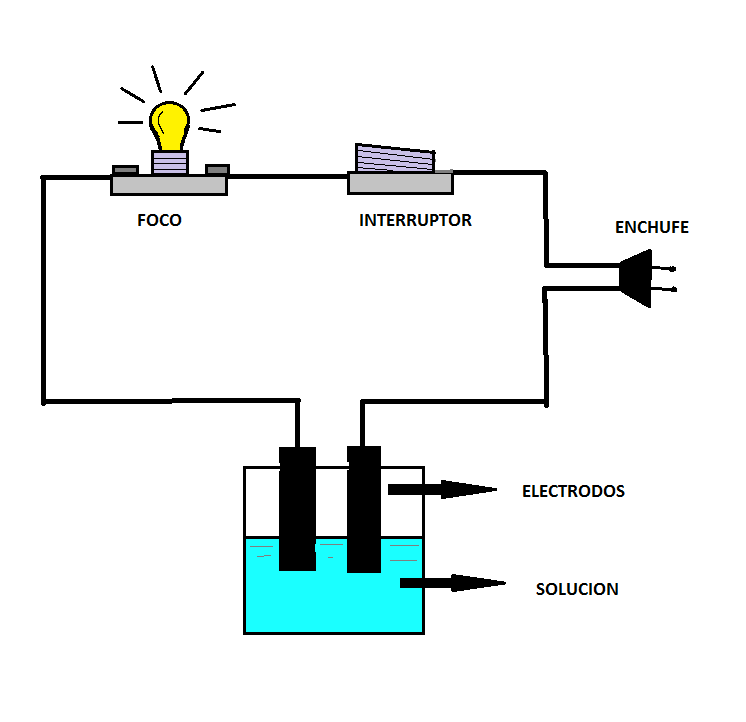 FOCO
INTERRUPTOR
ENCHUFE
ELECTRODOS
SOLUCION